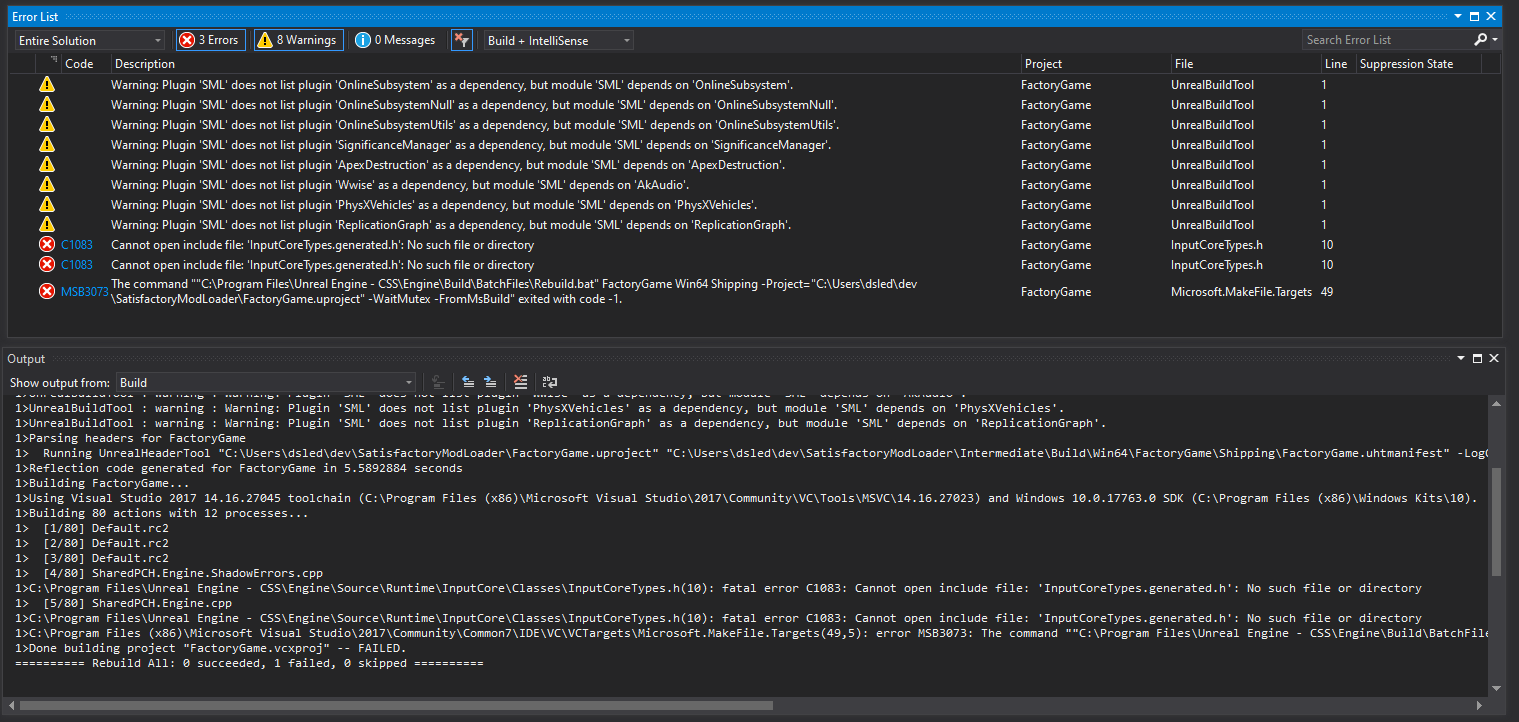 Error List
Entire Solution
3 Errors
8 Warnings
0 Messages
Build + IntelliSense
Search Error List
Code Description Project File Line Suppression State
Warning: Plugin 'SML' does not list plugin 'OnlineSubsystem' as a dependency, but module 'SML' depends on 'OnlineSubsystem'. FactoryGame UnrealBuildTool 1
Warning: Plugin 'SML' does not list plugin 'OnlineSubsystemNull' as a dependency, but module 'SML' depends on 'OnlineSubsystemNull'. FactoryGame UnrealBuildTool 1
Warning: Plugin 'SML' does not list plugin 'OnlineSubsystemUtils' as a dependency, but module 'SML' depends on 'OnlineSubsystemUtils'. FactoryGame UnrealBuildTool 1
Warning: Plugin 'SML' does not list plugin 'SignificanceManager' as a dependency, but module 'SML' depends on 'SignificanceManager'. FactoryGame UnrealBuildTool 1
Warning: Plugin 'SML' does not list plugin 'ApexDestruction' as a dependency, but module 'SML' depends on 'ApexDestruction'. FactoryGame UnrealBuildTool 1
Warning: Plugin 'SML' does not list plugin 'Wwise' as a dependency, but module 'SML' depends on 'AkAudio'. FactoryGame UnrealBuildTool 1
Warning: Plugin 'SML' does not list plugin 'PhysXVehicles' as a dependency, but module 'SML' depends on 'PhysXVehicles'. FactoryGame UnrealBuildTool 1
Warning: Plugin 'SML' does not list plugin 'ReplicationGraph' as a dependency, but module 'SML' depends on 'ReplicationGraph'. FactoryGame UnrealBuildTool 1
C1083 Cannot open include file: 'InputCoreTypes.generated.h': No such file or directory FactoryGame InputCoreTypes.h 10
C1083 Cannot open include file: 'InputCoreTypes.generated.h': No such file or directory FactoryGame InputCoreTypes.h 10
MSB3073 The command ""C:\Program Files\Unreal Engine - CSS\Engine\Build\BatchFiles\Rebuild.bat" FactoryGame Win64 Shipping -Project="C:\Users\dsled\dev
\SatisfactoryModLoader\FactoryGame.uproject" -WaitMutex -FromMsBuild" exited with code -1. FactoryGame Microsoft.MakeFile.Targets 49
Output
Show output from: Build
1>UnrealBuildTool : warning : Warning: Plugin 'SML' does not list plugin 'Wwise' as a dependency, but module 'SML' depends on 'AkAudio'.
1>UnrealBuildTool : warning : Warning: Plugin 'SML' does not list plugin 'PhysXVehicles' as a dependency, but module 'SML' depends on 'PhysXVehicles'.
1>UnrealBuildTool : warning : Warning: Plugin 'SML' does not list plugin 'ReplicationGraph' as a dependency, but module 'SML' depends on 'ReplicationGraph'.
1>Parsing headers for FactoryGame
1>  Running UnrealHeaderTool "C:\Users\dsled\dev\SatisfactoryModLoader\FactoryGame.uproject" "C:\Users\dsled\dev\SatisfactoryModLoader\Intermediate\Build\Win64\FactoryGame\Shipping\FactoryGame.uhtmanifest" -Log
1>Reflection code generated for FactoryGame in 5.5892884 seconds
1>Building FactoryGame...
1>Using Visual Studio 2017 14.16.27045 toolchain (C:\Program Files (x86)\Microsoft Visual Studio\2017\Community\VC\Tools\MSVC\14.16.27023) and Windows 10.0.17763.0 SDK (C:\Program Files (x86)\Windows Kits\10).
1>Building 80 actions with 12 processes...
1>  [1/80] Default.rc2
1>  [2/80] Default.rc2
1>  [3/80] Default.rc2
1>  [4/80] SharedPCH.Engine.ShadowErrors.cpp
1>C:\Program Files\Unreal Engine - CSS\Engine\Source\Runtime\InputCore\Classes\InputCoreTypes.h(10): fatal error C1083: Cannot open include file: 'InputCoreTypes.generated.h': No such file or directory
1>  [5/80] SharedPCH.Engine.cpp
1>C:\Program Files\Unreal Engine - CSS\Engine\Source\Runtime\InputCore\Classes\InputCoreTypes.h(10): fatal error C1083: Cannot open include file: 'InputCoreTypes.generated.h': No such file or directory
1>C:\Program Files (x86)\Microsoft Visual Studio\2017\Community\Common7\IDE\VC\VCTargets\Microsoft.MakeFile.Targets(49,5): error MSB3073: The command ""C:\Program Files\Unreal Engine - CSS\Engine\Build\BatchFile
1>Done building project "FactoryGame.vcxproj" -- FAILED.
========== Rebuild All: 0 succeeded, 1 failed, 0 skipped ==========